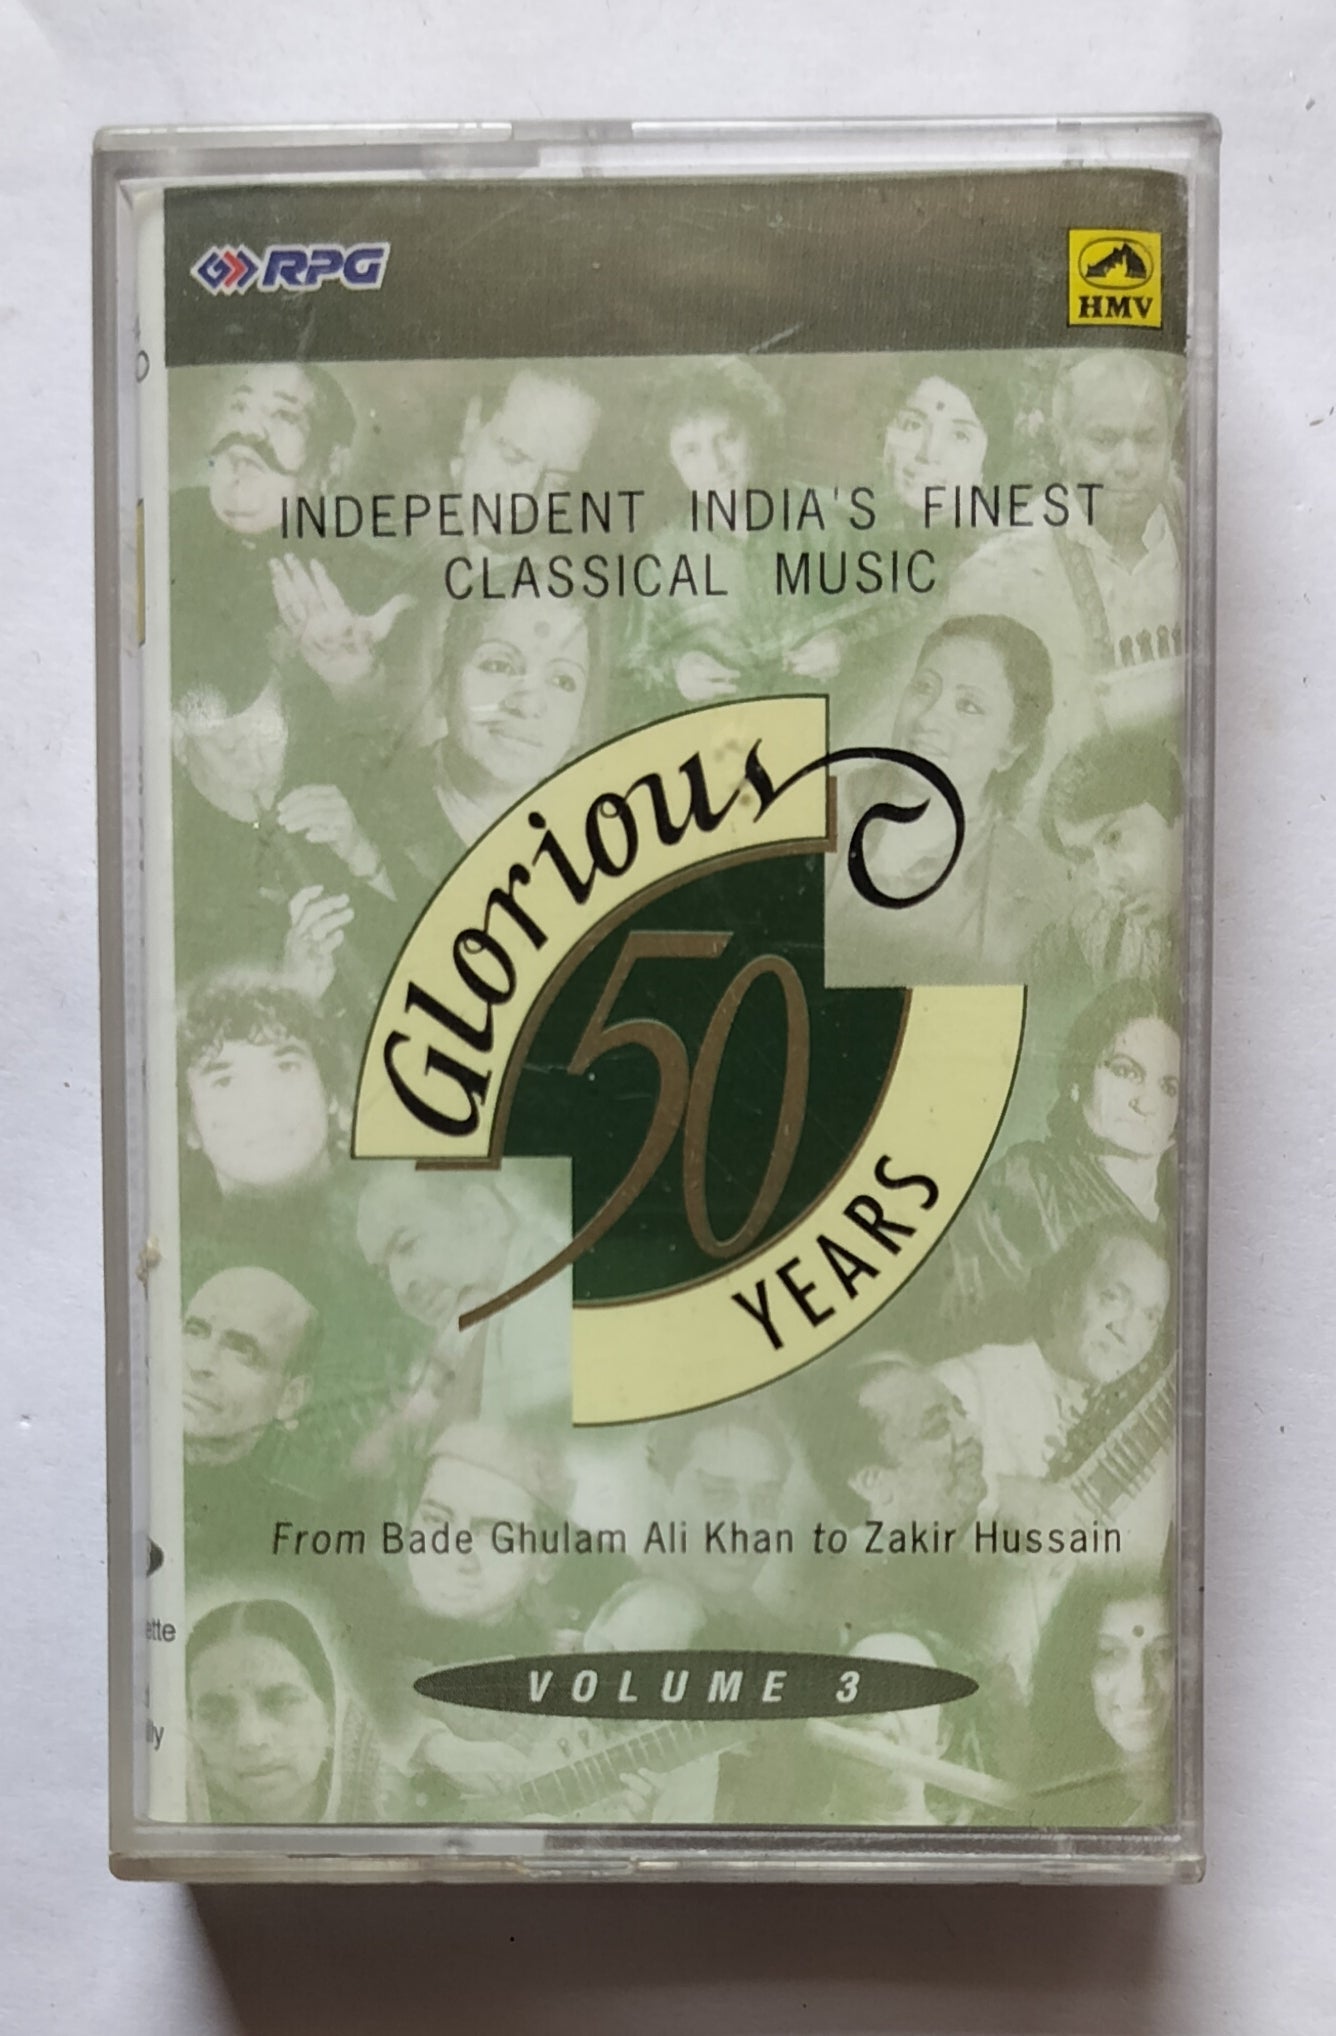 RPG
HMV
INDEPENDENT INDIA'S FINEST
CLASSICAL MUSIC
Glorious
50
YEARS
From Bade Ghulam Ali Khan to Zakir Hussain
VOLUME 3